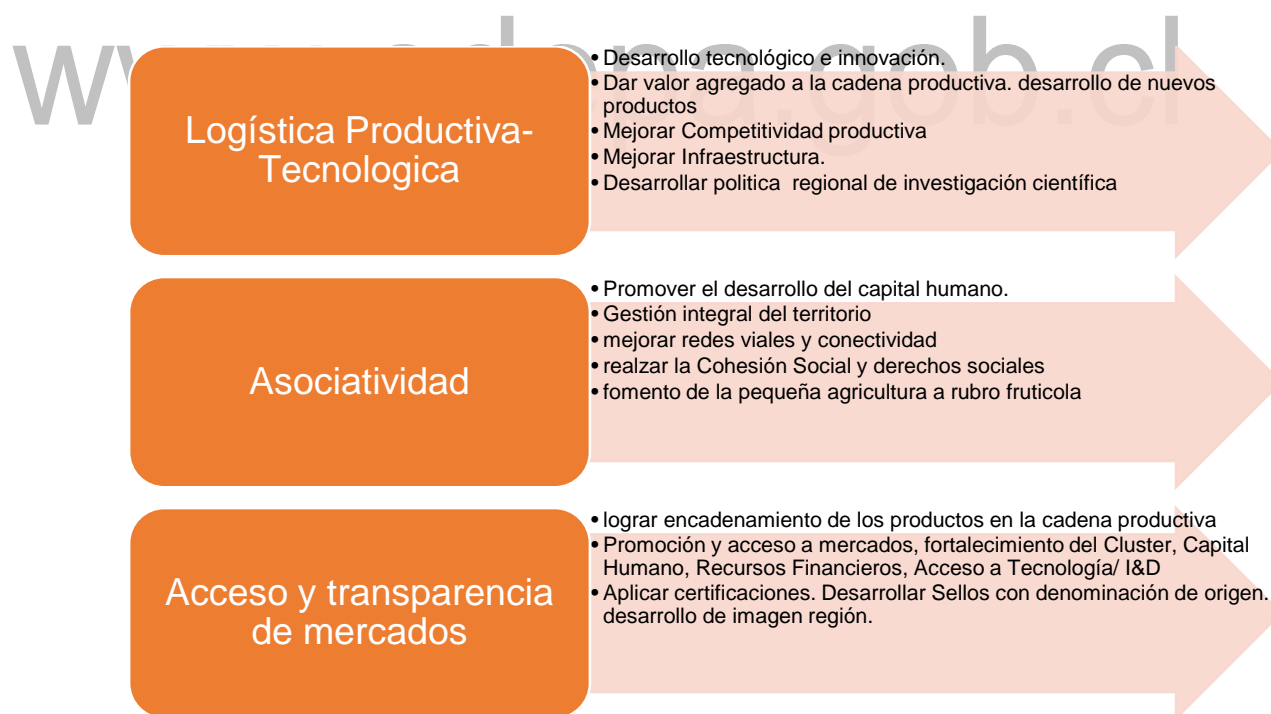 www.odepa.gob.cl
Logística Productiva-
Tecnologica
• Desarrollo tecnológico e innovación.
• Dar valor agregado a la cadena productiva. desarrollo de nuevos
productos
• Mejorar Competitividad productiva
• Mejorar Infraestructura.
• Desarrollar politica  regional de investigación científica
Asociatividad
• Promover el desarrollo del capital humano.
• Gestión integral del territorio
• mejorar redes viales y conectividad
• realzar la Cohesión Social y derechos sociales
• fomento de la pequeña agricultura a rubro fruticola
Acceso y transparencia
de mercados
• lograr encadenamiento de los productos en la cadena productiva
• Promoción y acceso a mercados, fortalecimiento del Cluster, Capital
Humano, Recursos Financieros, Acceso a Tecnología/ I&D
• Aplicar certificaciones. Desarrollar Sellos con denominación de origen.
desarrollo de imagen región.